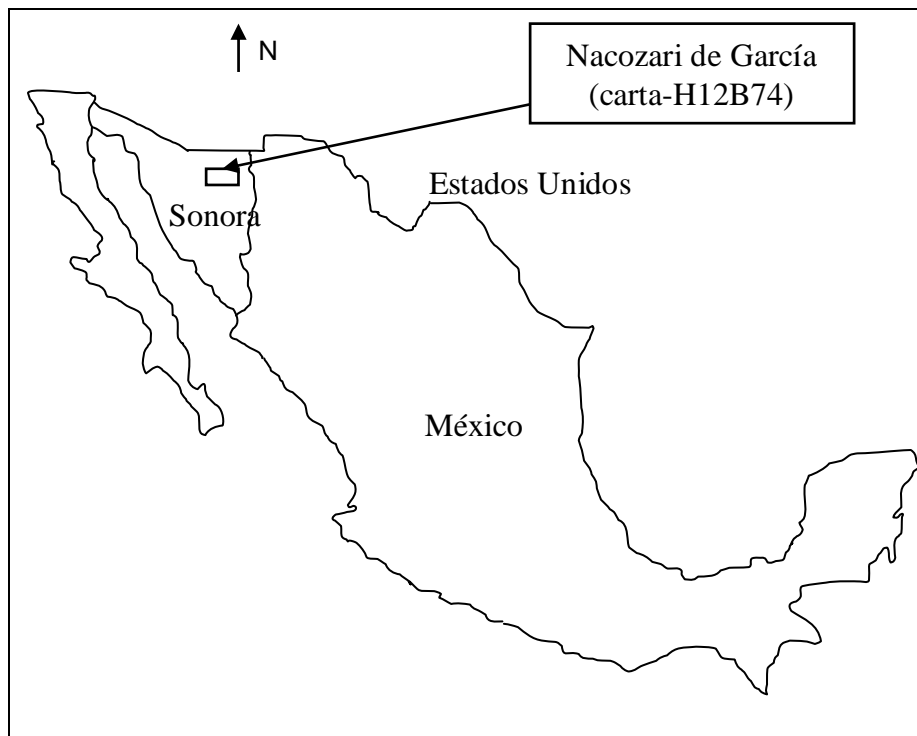 N
Nacozari de García
(carta-H12B74)
Estados Unidos
Sonora
México